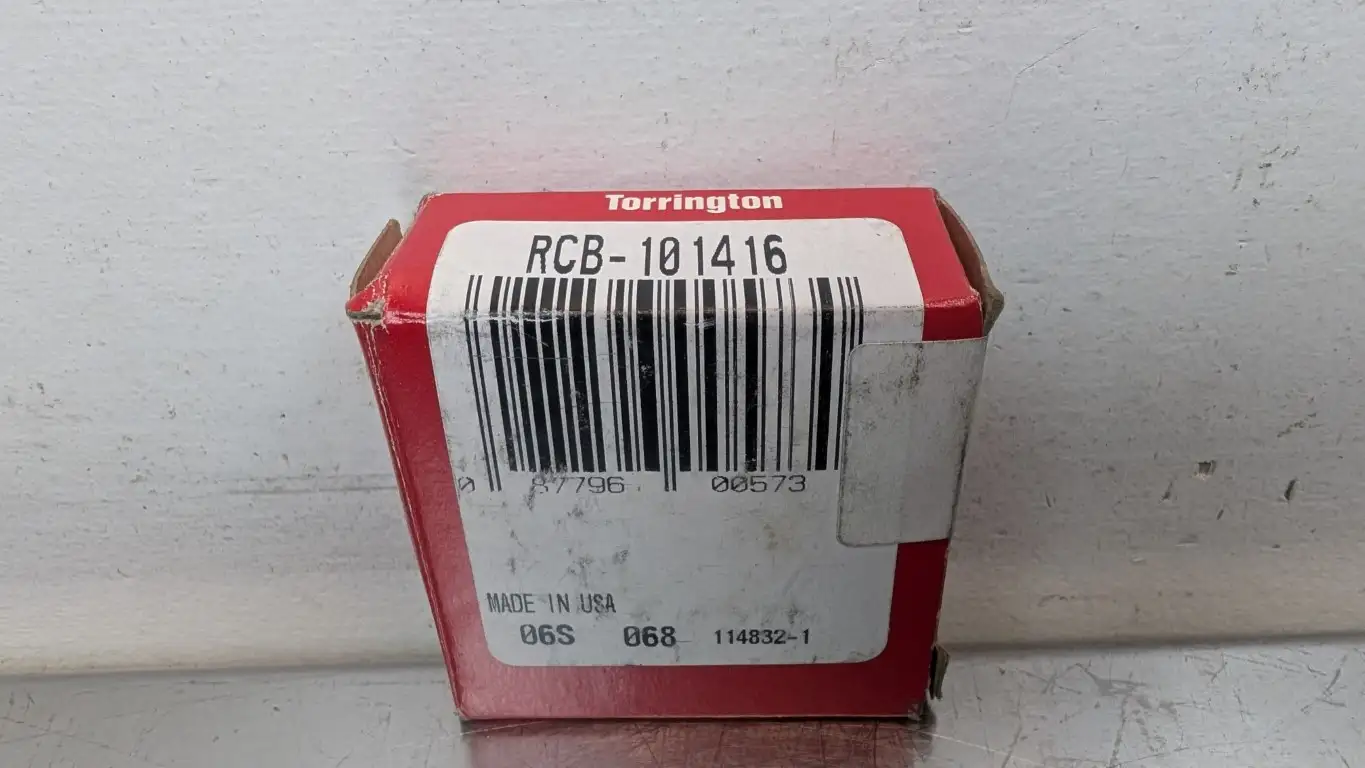 Torrington
RCB-101416
0 87796 00573
MADE IN USA
06S 068 114832-1